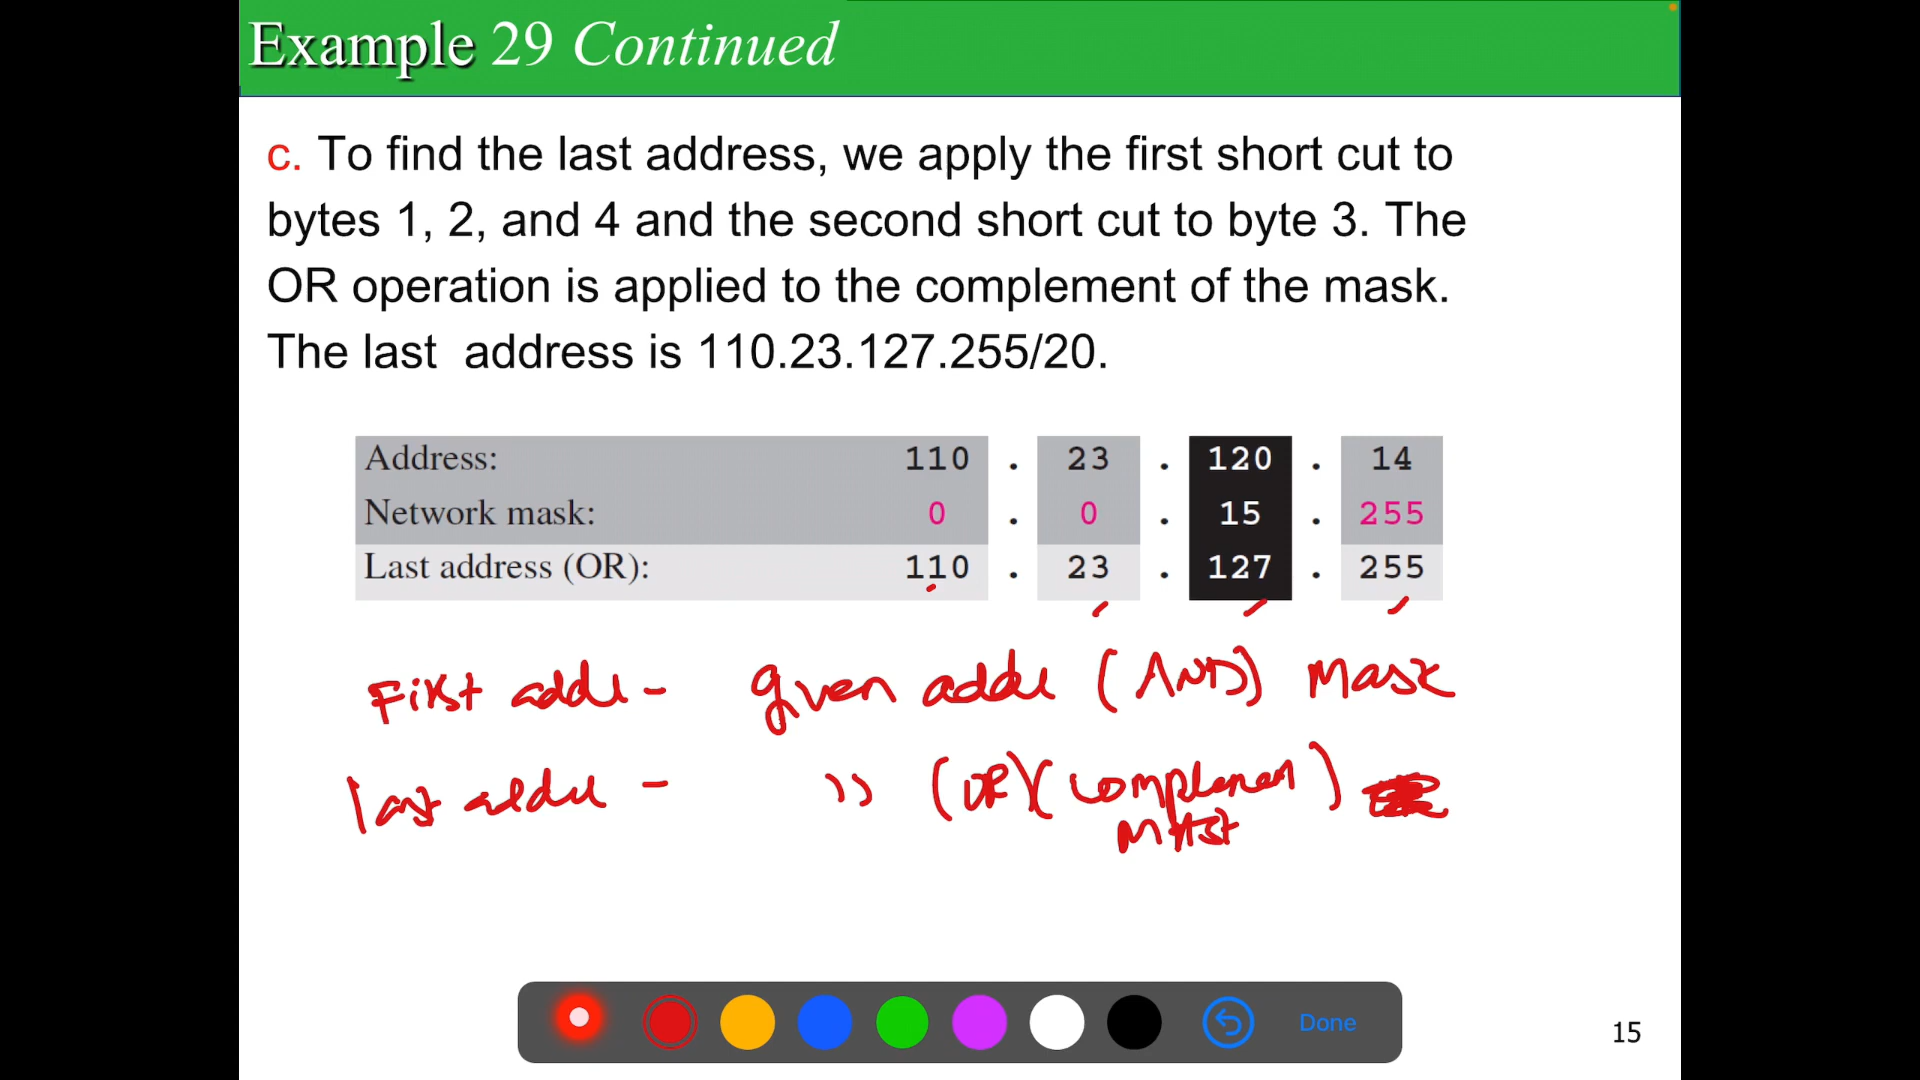 Example 29 Continued
c. To find the last address, we apply the first short cut to
bytes 1, 2, and 4 and the second short cut to byte 3. The
OR operation is applied to the complement of the mask.
The last address is 110.23.127.255/20.
Address: 110 . 23 . 120 . 14
Network mask: 0 . 0 . 15 . 255
Last address (OR): 110 . 23 . 127 . 255
First addr - given addr (AND) Mask
last addr - " (OR) (complemen
Mask)
Done
15